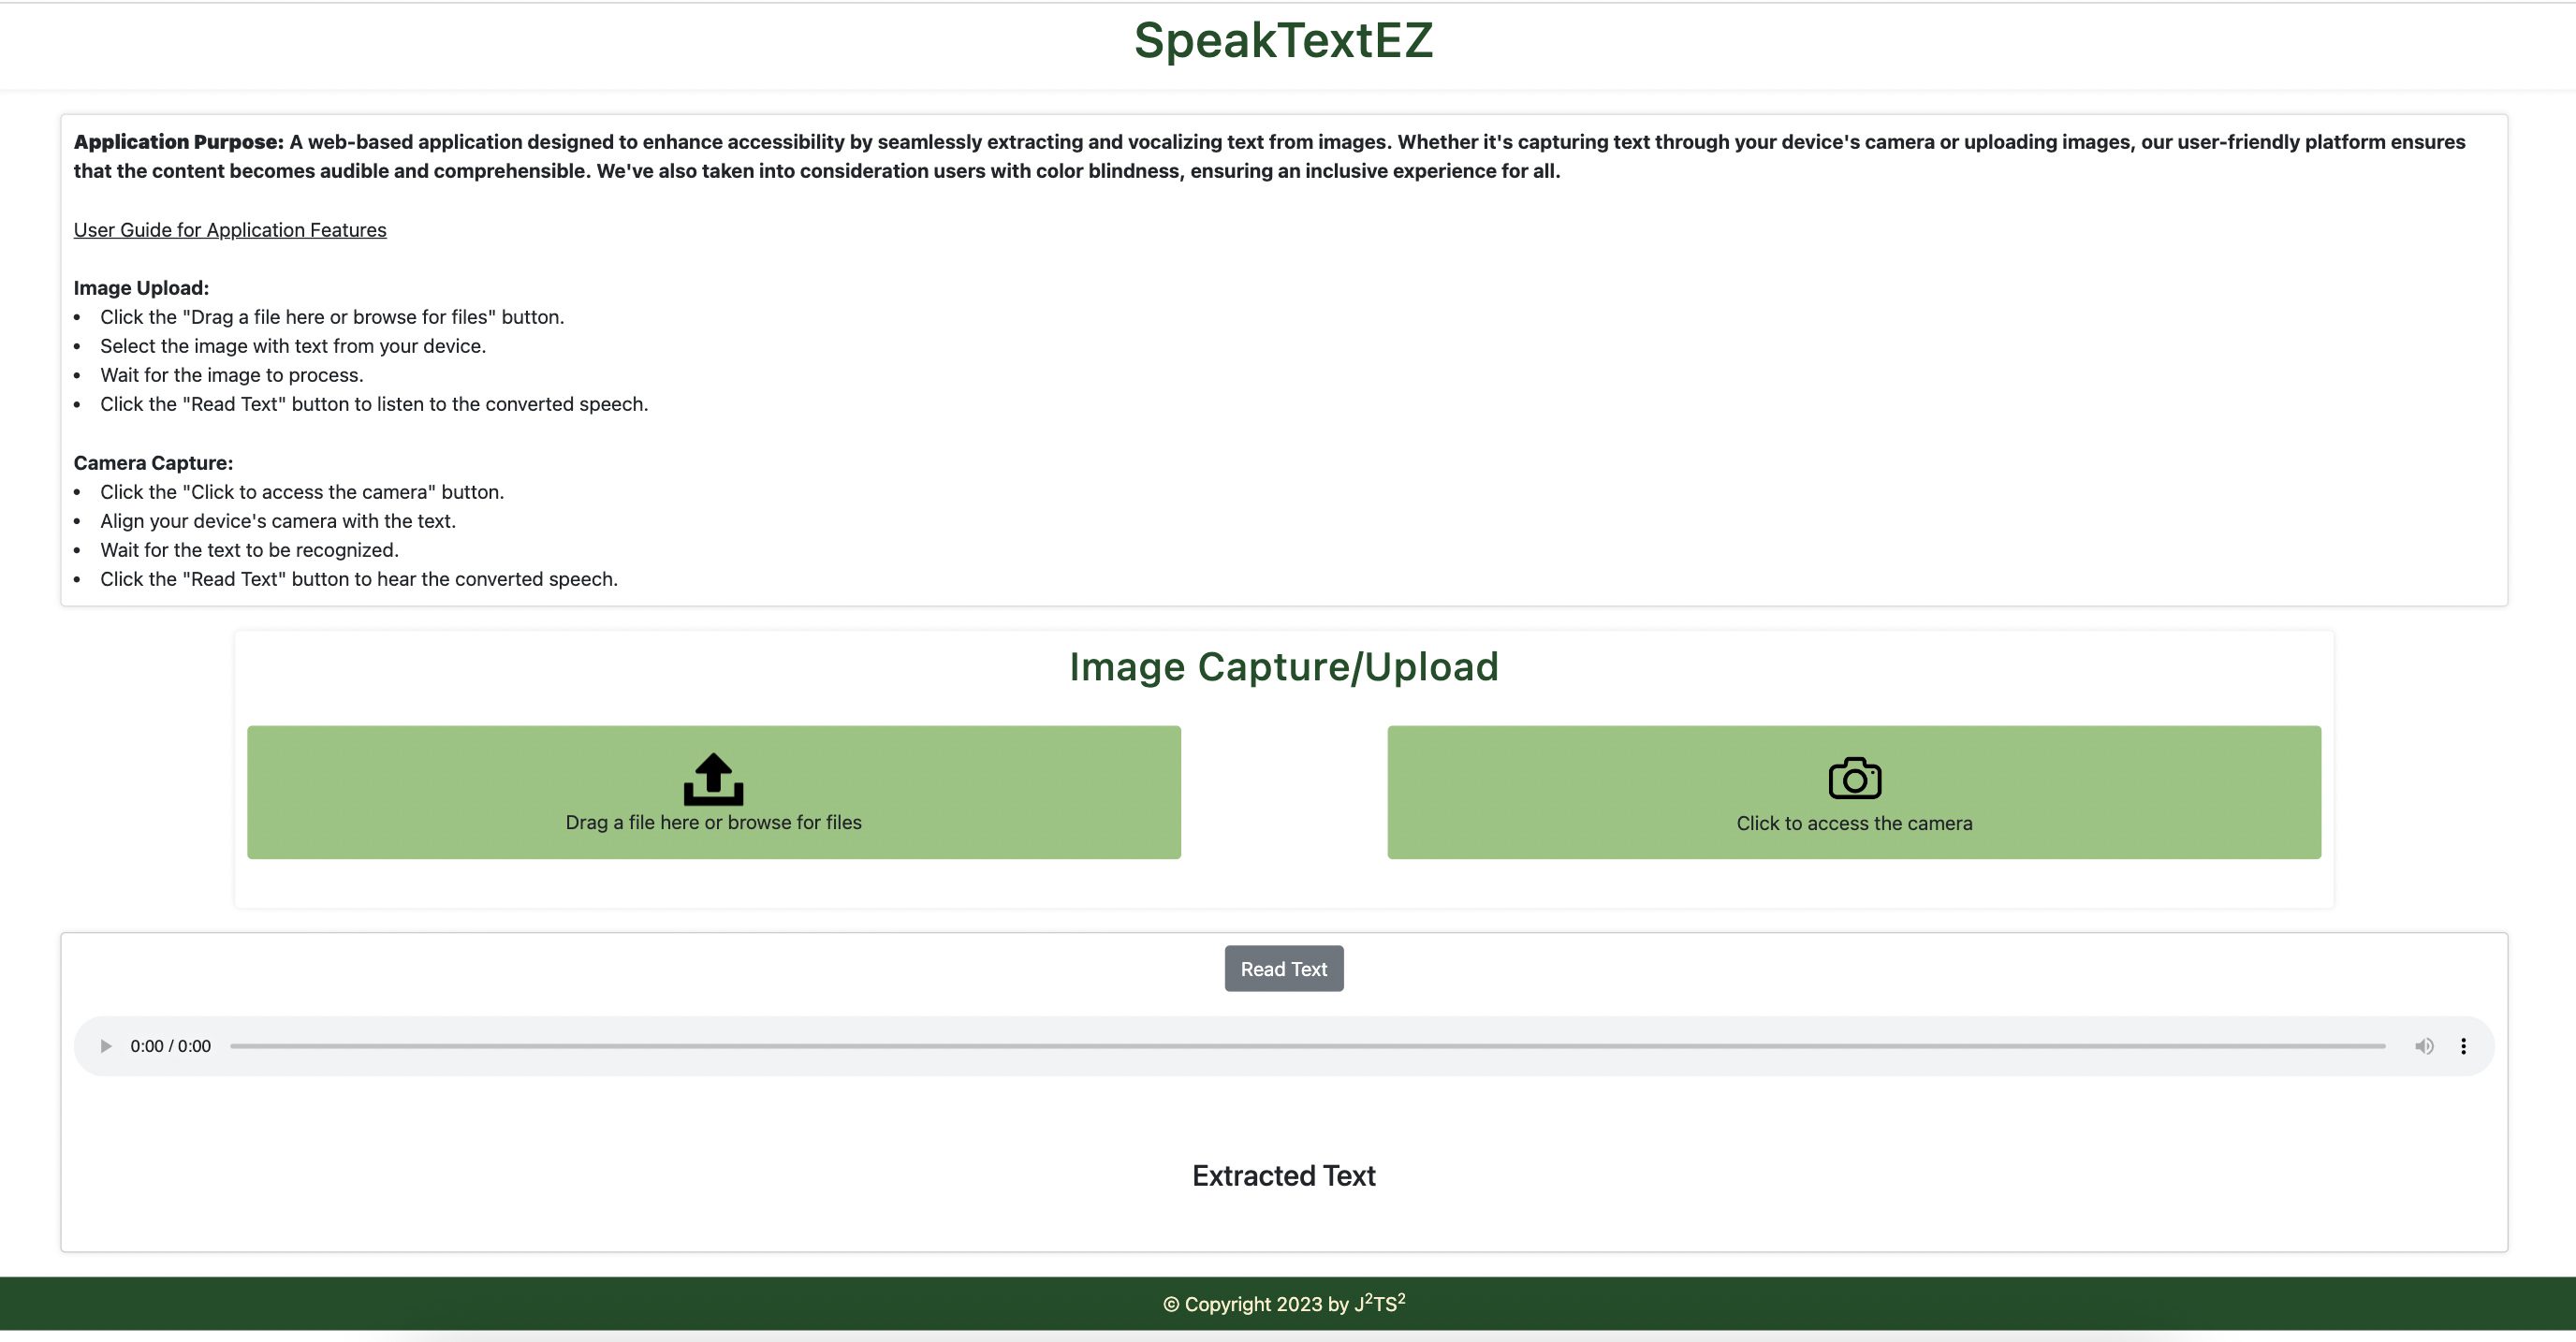 SpeakTextEZ
Application Purpose: A web-based application designed to enhance accessibility by seamlessly extracting and vocalizing text from images. Whether it's capturing text through your device's camera or uploading images, our user-friendly platform ensures
that the content becomes audible and comprehensible. We've also taken into consideration users with color blindness, ensuring an inclusive experience for all.
User Guide for Application Features
Image Upload:
• Click the "Drag a file here or browse for files" button.
• Select the image with text from your device.
• Wait for the image to process.
• Click the "Read Text" button to listen to the converted speech.
Camera Capture:
• Click the "Click to access the camera" button.
• Align your device's camera with the text.
• Wait for the text to be recognized.
• Click the "Read Text" button to hear the converted speech.
Image Capture/Upload
Drag a file here or browse for files
Click to access the camera
Read Text
0:00 / 0:00
Extracted Text
© Copyright 2023 by J²TS²